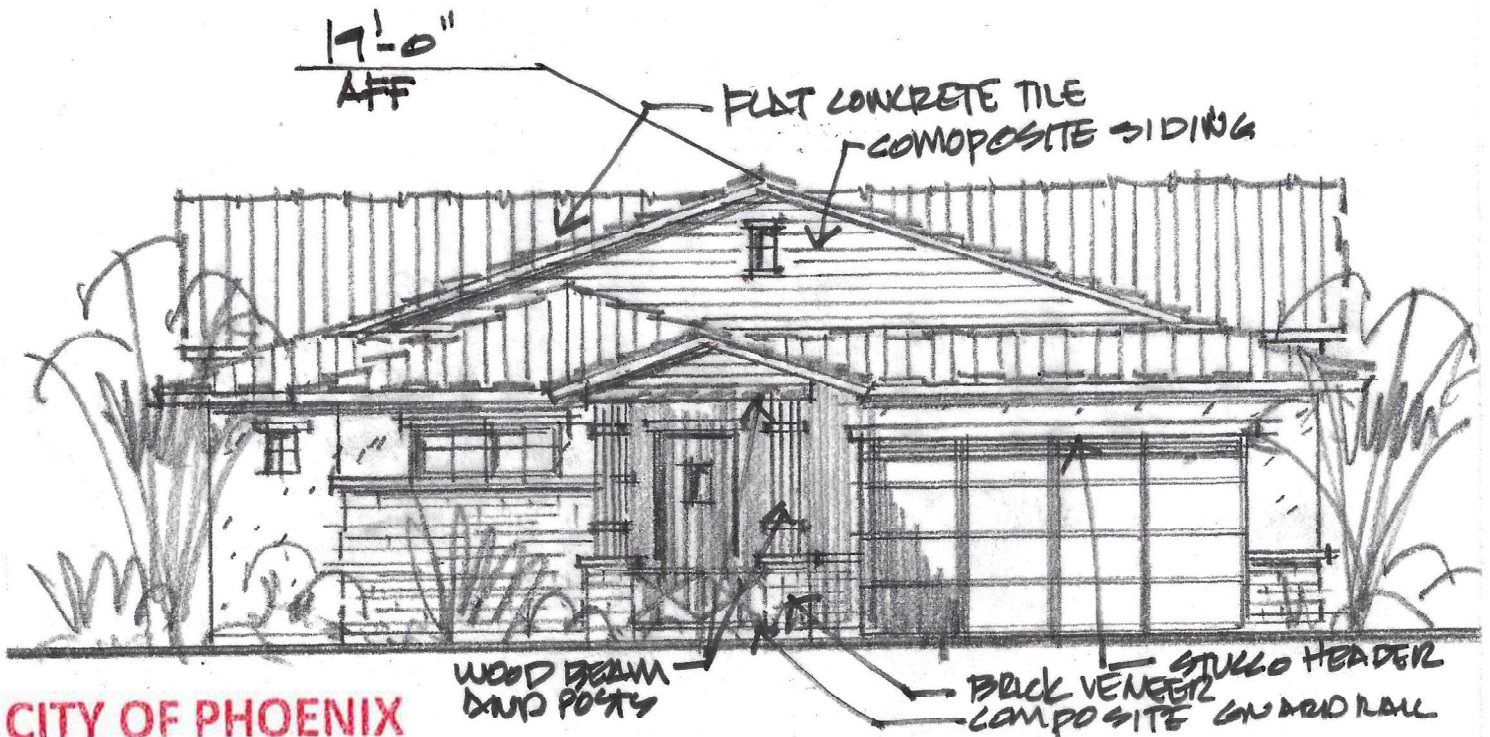 19'-0"
AFF
FLAT CONCRETE TILE
COMOPOSITE SIDING
WOOD BEAM
AND POSTS
STUCCO HEADER
BRICK VENEER
COMPOSITE GUARDRAIL
CITY OF PHOENIX